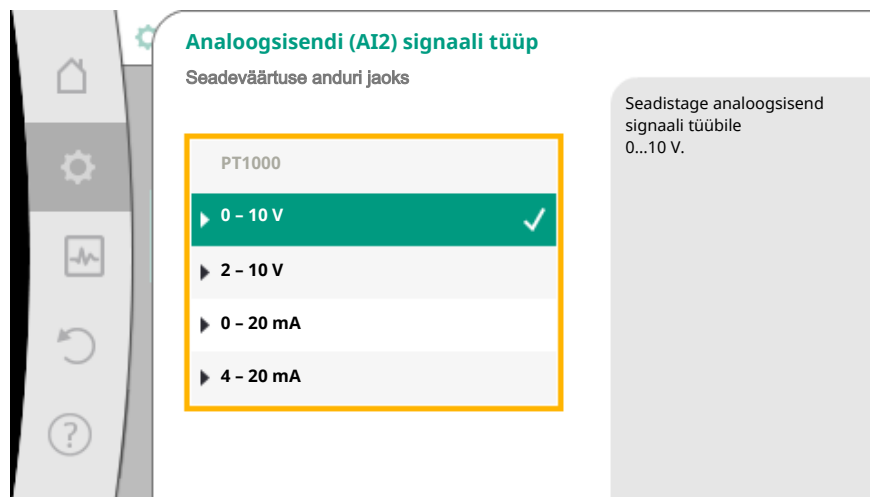 Analoogsisendi (AI2) signaali tüüp
Seadeväärtuse anduri jaoks
PT1000
0 – 10 V
2 – 10 V
0 – 20 mA
4 – 20 mA
Seadistage analoogsisend
signaali tüübile
0...10 V.
?